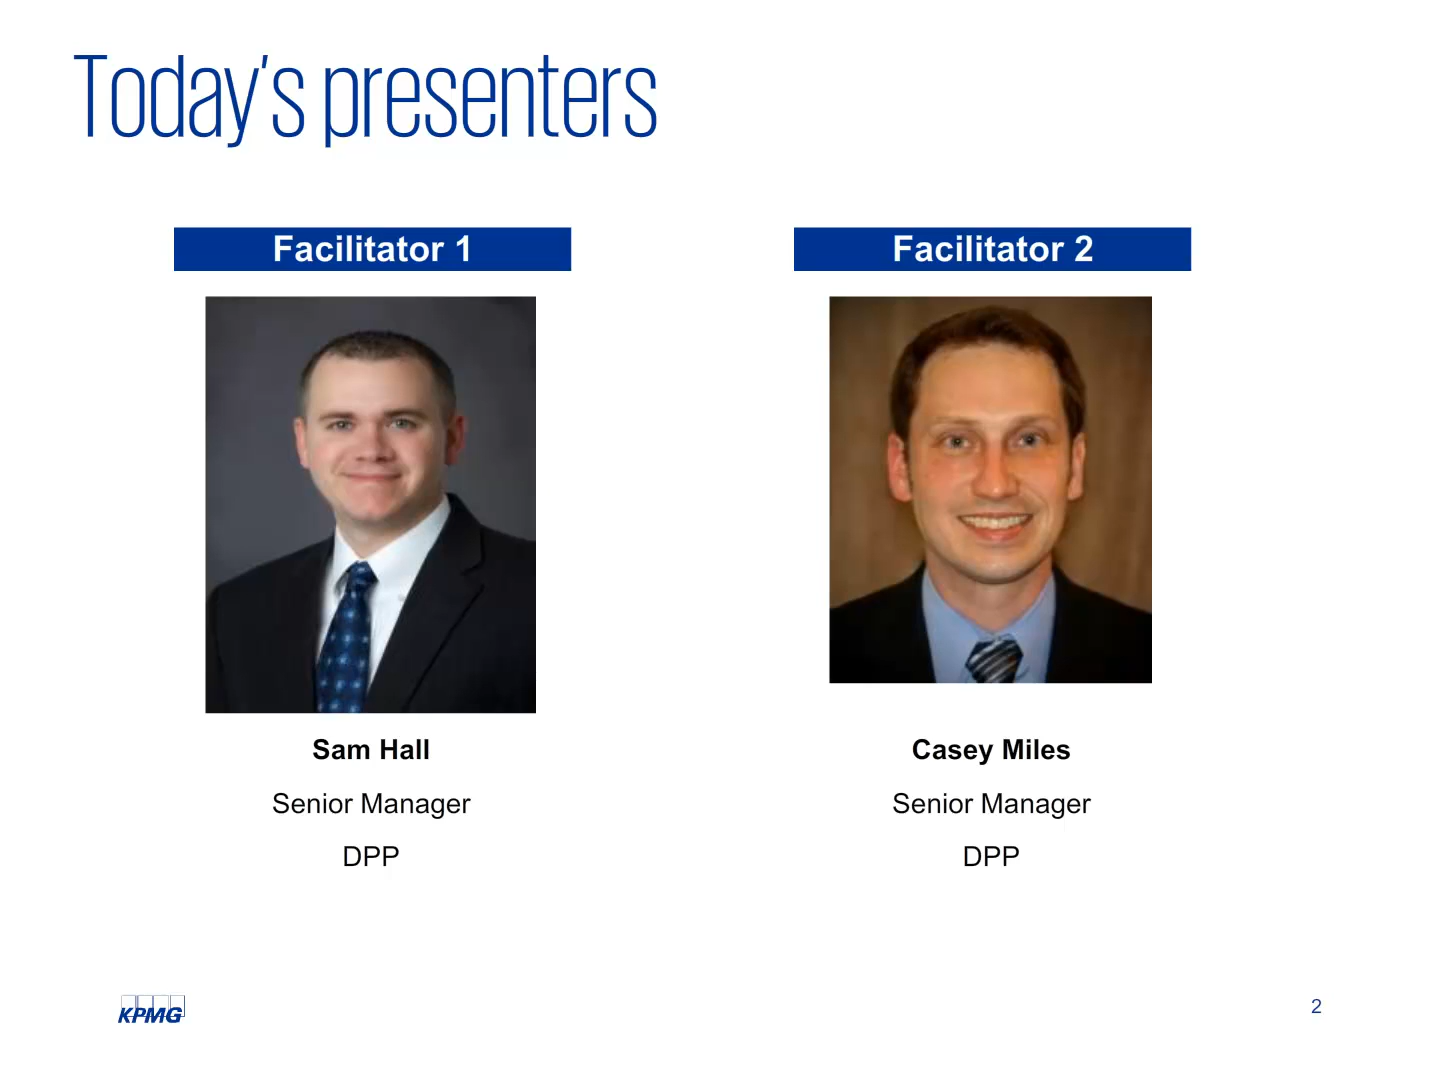 Today's presenters
Facilitator 1
Facilitator 2
Sam Hall
Casey Miles
Senior Manager
Senior Manager
DPP
DPP
KPMG
2